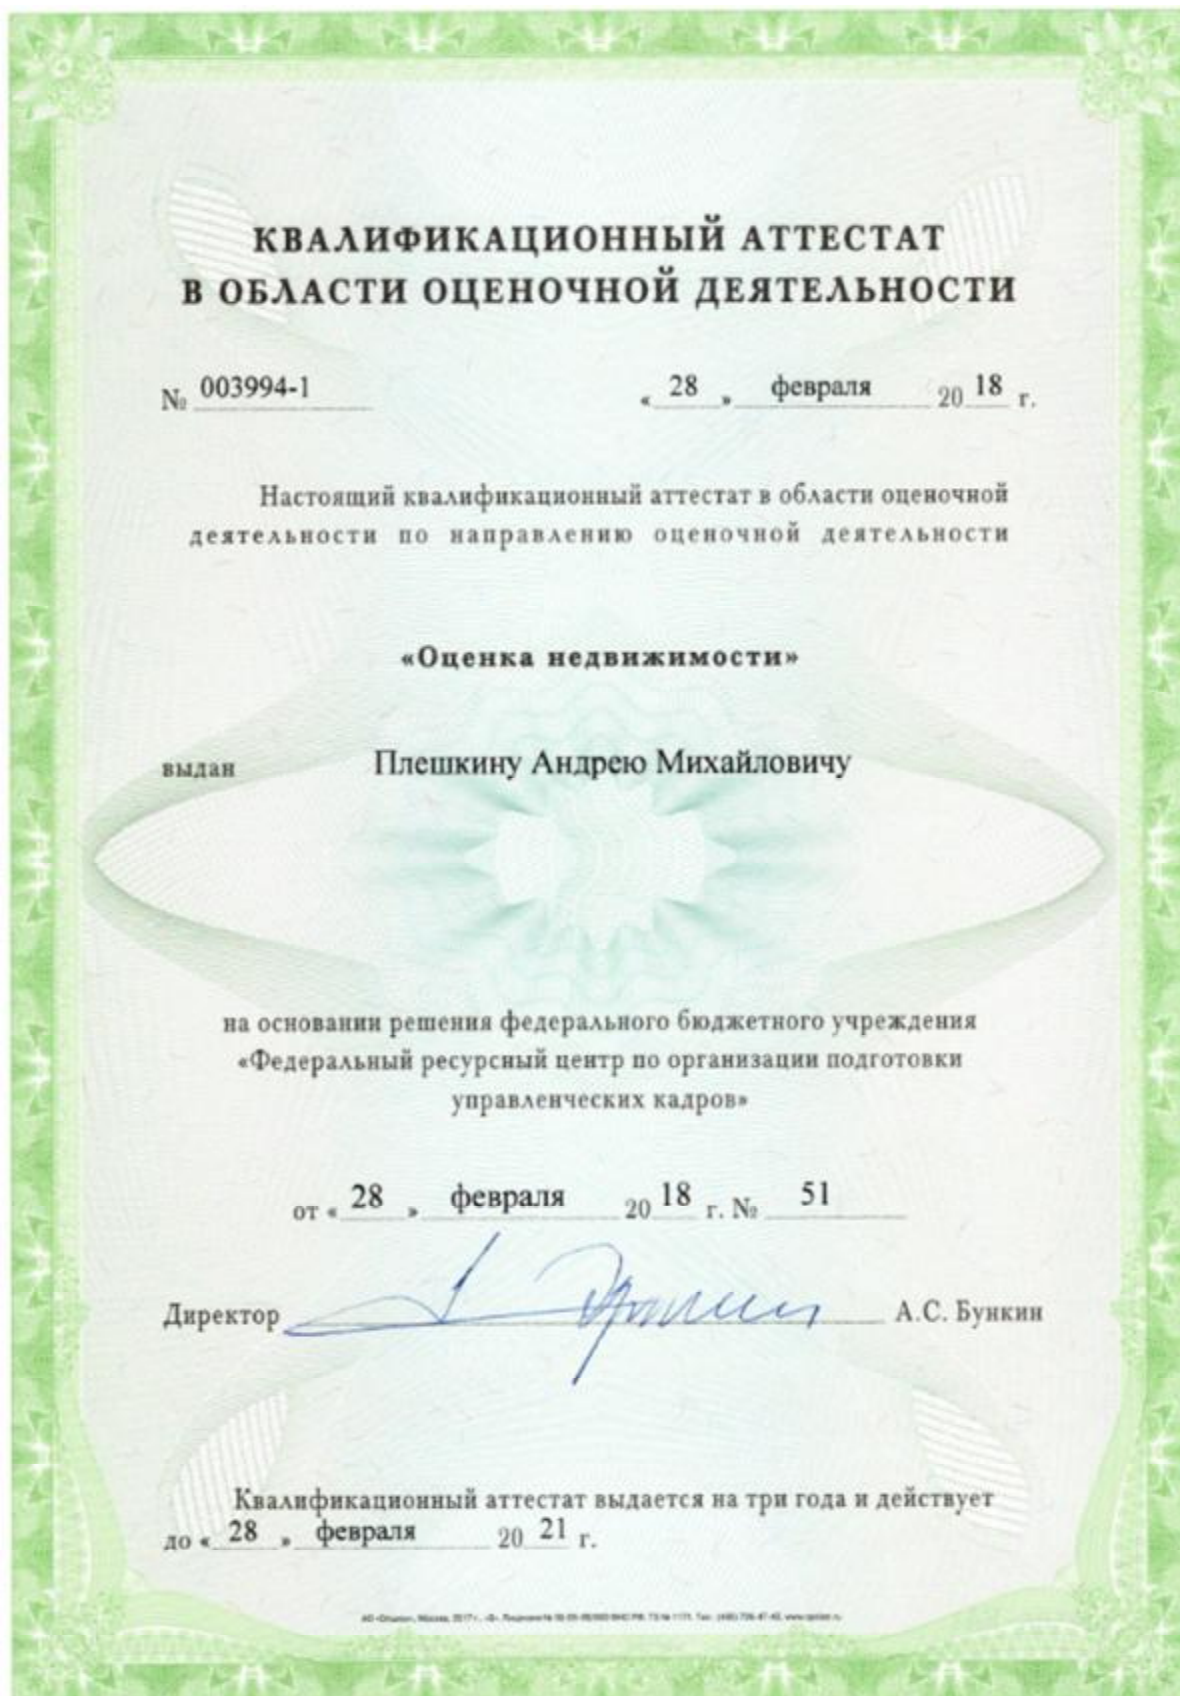 КВАЛИФИКАЦИОННЫЙ АТТЕСТАТ
В ОБЛАСТИ ОЦЕНОЧНОЙ ДЕЯТЕЛЬНОСТИ
№ 003994-1 « 28 » февраля 20 18 г.
Настоящий квалификационный аттестат в области оценочной
деятельности по направлению оценочной деятельности
«Оценка недвижимости»
выдан Плешкину Андрею Михайловичу
на основании решения федерального бюджетного учреждения
«Федеральный ресурсный центр по организации подготовки
управленческих кадров»
от « 28 » февраля 20 18 г. № 51
Директор А.С. Бункин
Квалификационный аттестат выдается на три года и действует
до « 28 » февраля 20 21 г.